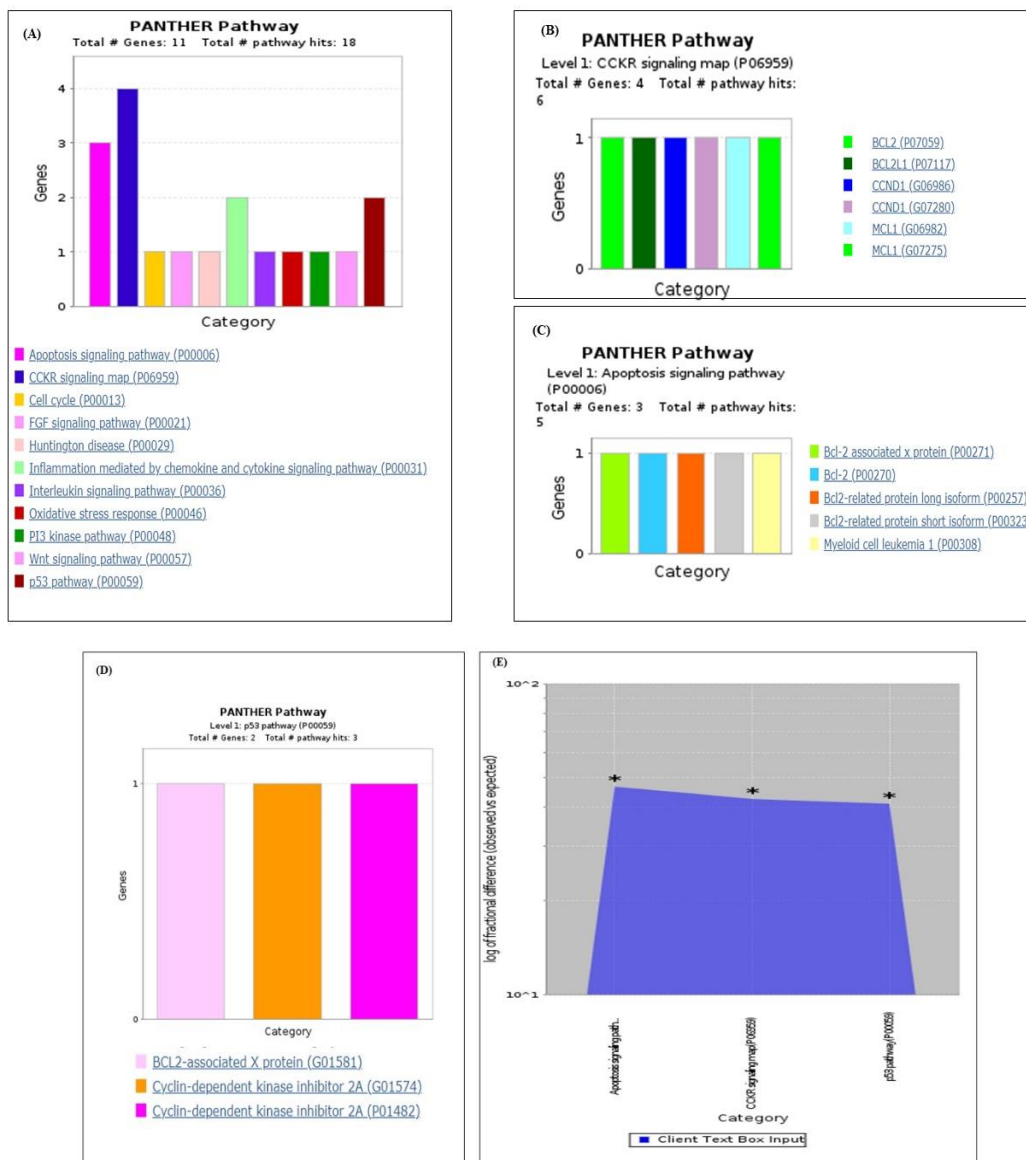 (A)
PANTHER Pathway
Total # Genes: 11 Total # pathway hits: 18
4
3
2
1
0
Genes
Category
Apoptosis signaling pathway (P00006)
CCKR signaling map (P06959)
Cell cycle (P00013)
FGF signaling pathway (P00021)
Huntington disease (P00029)
Inflammation mediated by chemokine and cytokine signaling pathway (P00031)
Interleukin signaling pathway (P00036)
Oxidative stress response (P00046)
PI3 kinase pathway (P00048)
Wnt signaling pathway (P00057)
p53 pathway (P00059)
(B)
PANTHER Pathway
Level 1: CCKR signaling map (P06959)
Total # Genes: 4 Total # pathway hits:
6
1
0
Genes
Category
BCL2 (P07059)
BCL2L1 (P07117)
CCND1 (G06986)
CCND1 (G07280)
MCL1 (G06982)
MCL1 (G07275)
(C)
PANTHER Pathway
Level 1: Apoptosis signaling pathway
(P00006)
Total # Genes: 3 Total # pathway hits:
5
1
0
Genes
Category
Bcl-2 associated x protein (P00271)
Bcl-2 (P00270)
Bcl2-related protein long isoform (P00257)
Bcl2-related protein short isoform (P00323
Myeloid cell leukemia 1 (P00308)
(D)
PANTHER Pathway
Level 1: p53 pathway (P00059)
Total # Genes: 2 Total # pathway hits: 3
1
0
Genes
Category
BCL2-associated X protein (G01581)
Cyclin-dependent kinase inhibitor 2A (G01574)
Cyclin-dependent kinase inhibitor 2A (P01482)
(E)
10^2
10^1
log of fractional difference (observed vs expected)
* * *
Apoptosis signaling path...
CCKR signaling map(P06959)
p53 pathway (P00059)
Category
Client Text Box Input